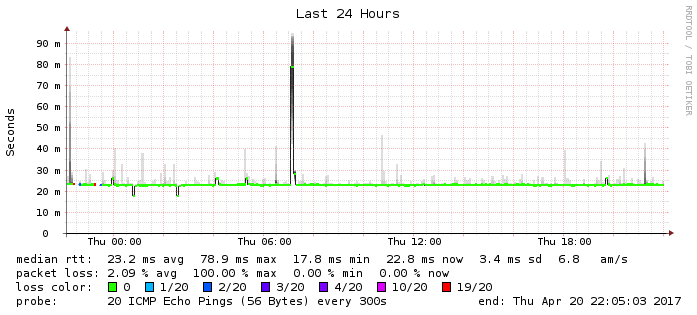 Last 24 Hours
RRDTOOL / TOBI OETIKER
Seconds
90 m
80 m
70 m
60 m
50 m
40 m
30 m
20 m
10 m
0
Thu 00:00 Thu 06:00 Thu 12:00 Thu 18:00
median rtt: 23.2 ms avg 78.9 ms max 17.8 ms min 22.8 ms now 3.4 ms sd 6.8 am/s
packet loss: 2.09 % avg 100.00 % max 0.00 % min 0.00 % now
loss color: 0 1/20 2/20 3/20 4/20 10/20 19/20
probe: 20 ICMP Echo Pings (56 Bytes) every 300s end: Thu Apr 20 22:05:03 2017